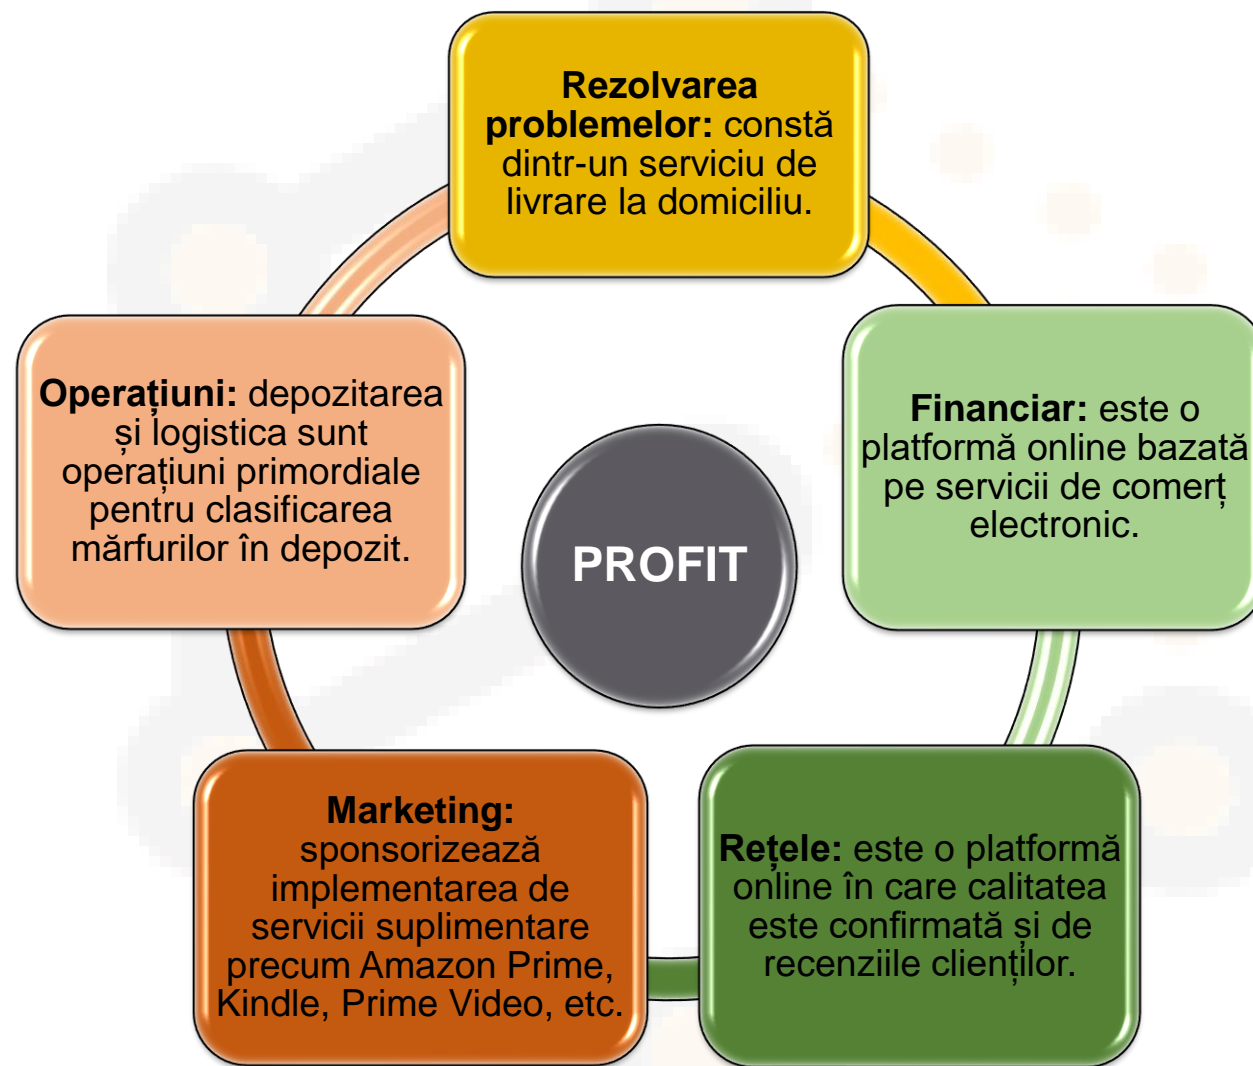 Rezolvarea
problemelor: constă
dintr-un serviciu de
livrare la domiciliu.
Financiar: este o
platformă online bazată
pe servicii de comerț
electronic.
Rețele: este o platformă
online în care calitatea
este confirmată și de
recenziile clienților.
Marketing:
sponsorizează
implementarea de
servicii suplimentare
precum Amazon Prime,
Kindle, Prime Video, etc.
Operațiuni: depozitarea
și logistica sunt
operațiuni primordiale
pentru clasificarea
mărfurilor în depozit.
PROFIT